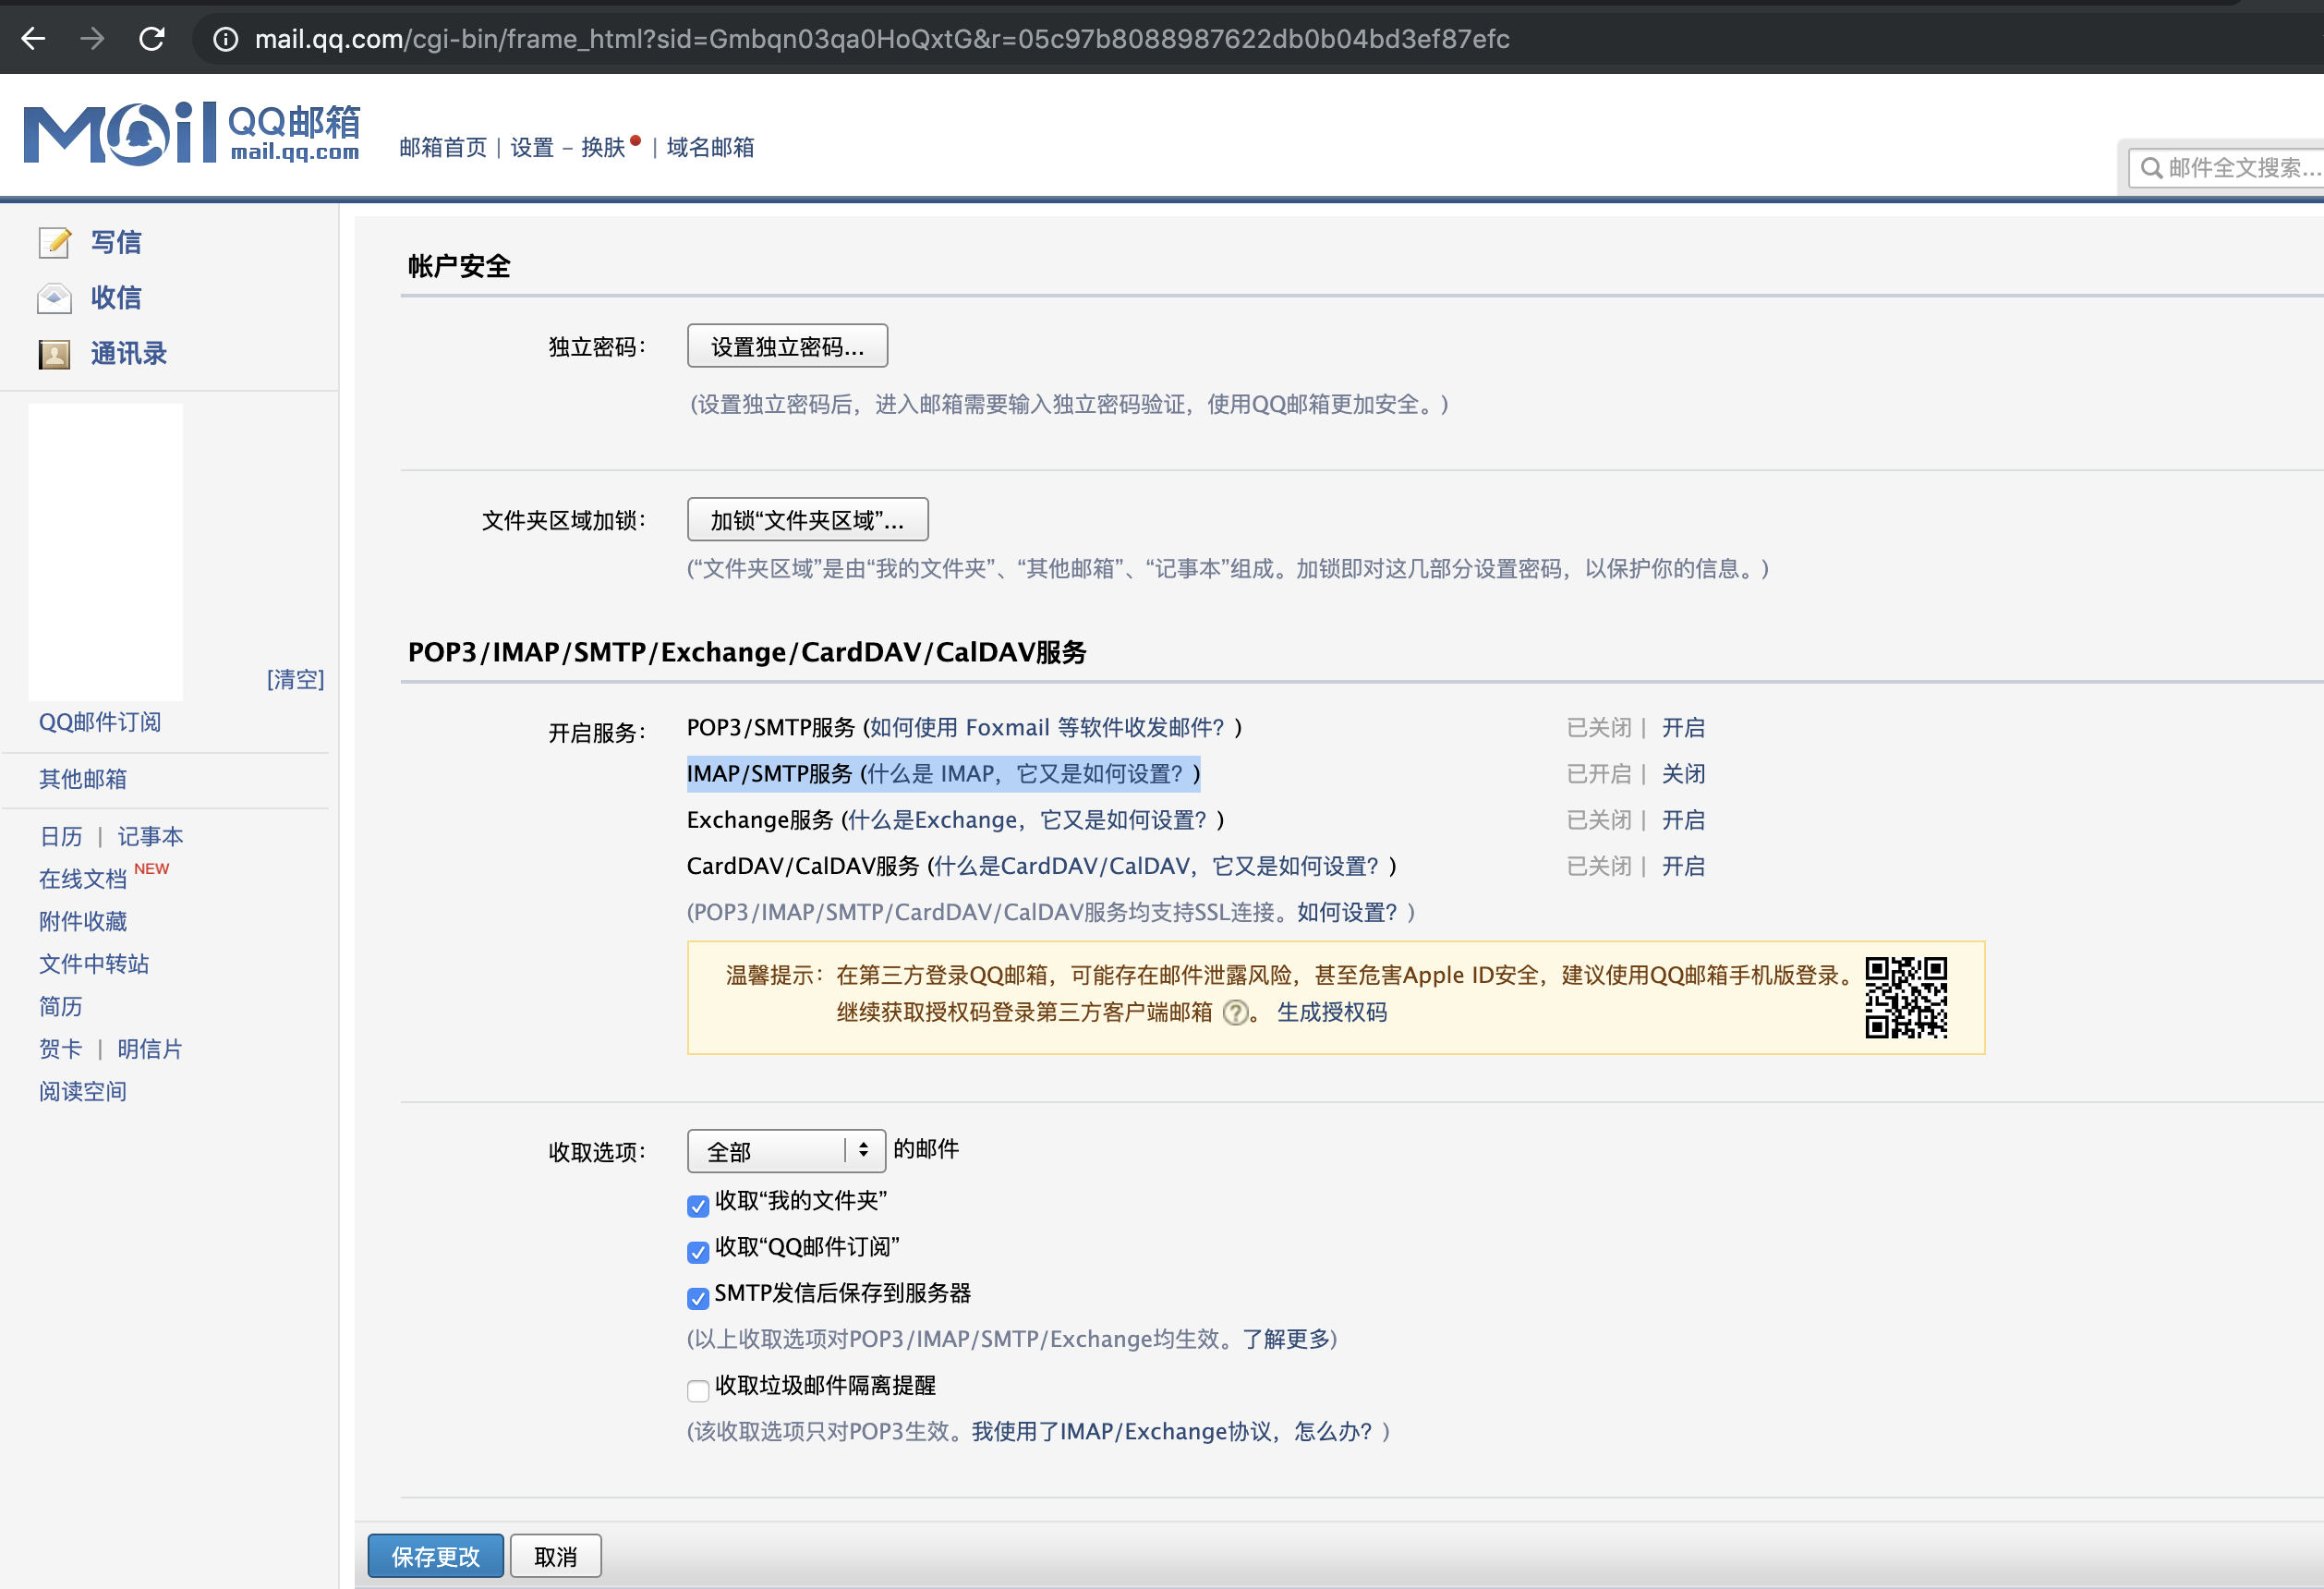 mail.qq.com/cgi-bin/frame_html?sid=Gmbqn03qa0HoQxtG&r=05c97b8088987622db0b04bd3ef87efc
Mail QQ邮箱
mail.qq.com
邮箱首页 | 设置 – 换肤 | 域名邮箱
邮件全文搜索...
写信
收信
通讯录
[清空]
QQ邮件订阅
其他邮箱
日历 | 记事本
在线文档 NEW
附件收藏
文件中转站
简历
贺卡 | 明信片
阅读空间
帐户安全
独立密码： 设置独立密码...
(设置独立密码后，进入邮箱需要输入独立密码验证，使用QQ邮箱更加安全。)
文件夹区域加锁： 加锁“文件夹区域”...
(“文件夹区域”是由“我的文件夹”、“其他邮箱”、“记事本”组成。加锁即对这几部分设置密码，以保护你的信息。)
POP3/IMAP/SMTP/Exchange/CardDAV/CalDAV服务
开启服务： POP3/SMTP服务 (如何使用 Foxmail 等软件收发邮件？) 已关闭 | 开启
IMAP/SMTP服务 (什么是 IMAP，它又是如何设置？) 已开启 | 关闭
Exchange服务 (什么是Exchange，它又是如何设置？) 已关闭 | 开启
CardDAV/CalDAV服务 (什么是CardDAV/CalDAV，它又是如何设置？) 已关闭 | 开启
(POP3/IMAP/SMTP/CardDAV/CalDAV服务均支持SSL连接。如何设置？)
温馨提示：在第三方登录QQ邮箱，可能存在邮件泄露风险，甚至危害Apple ID安全，建议使用QQ邮箱手机版登录。
继续获取授权码登录第三方客户端邮箱 ?。 生成授权码
收取选项： 全部 的邮件
收取“我的文件夹”
收取“QQ邮件订阅”
SMTP发信后保存到服务器
(以上收取选项对POP3/IMAP/SMTP/Exchange均生效。了解更多)
收取垃圾邮件隔离提醒
(该收取选项只对POP3生效。我使用了IMAP/Exchange协议，怎么办？)
保存更改 取消